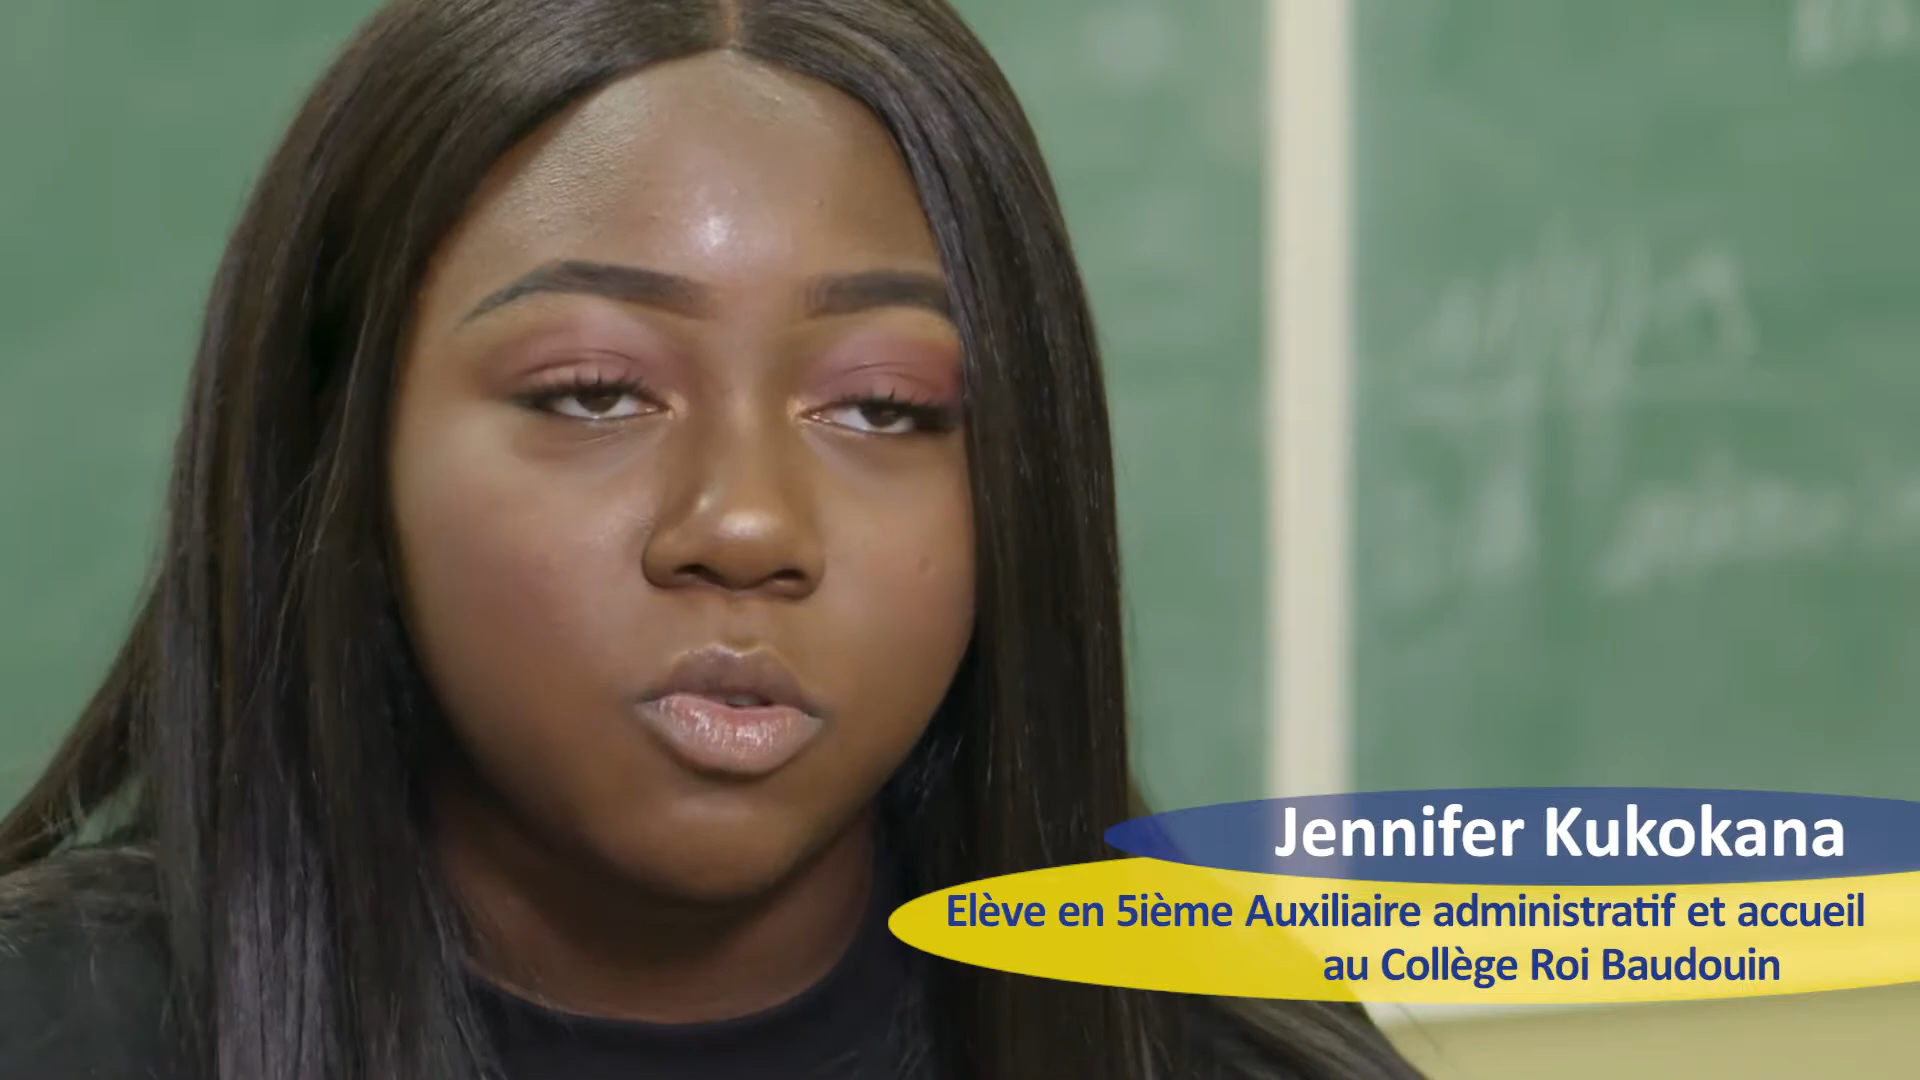 Jennifer Kukokana
Elève en 5ième Auxiliaire administratif et accueil
au Collège Roi Baudouin